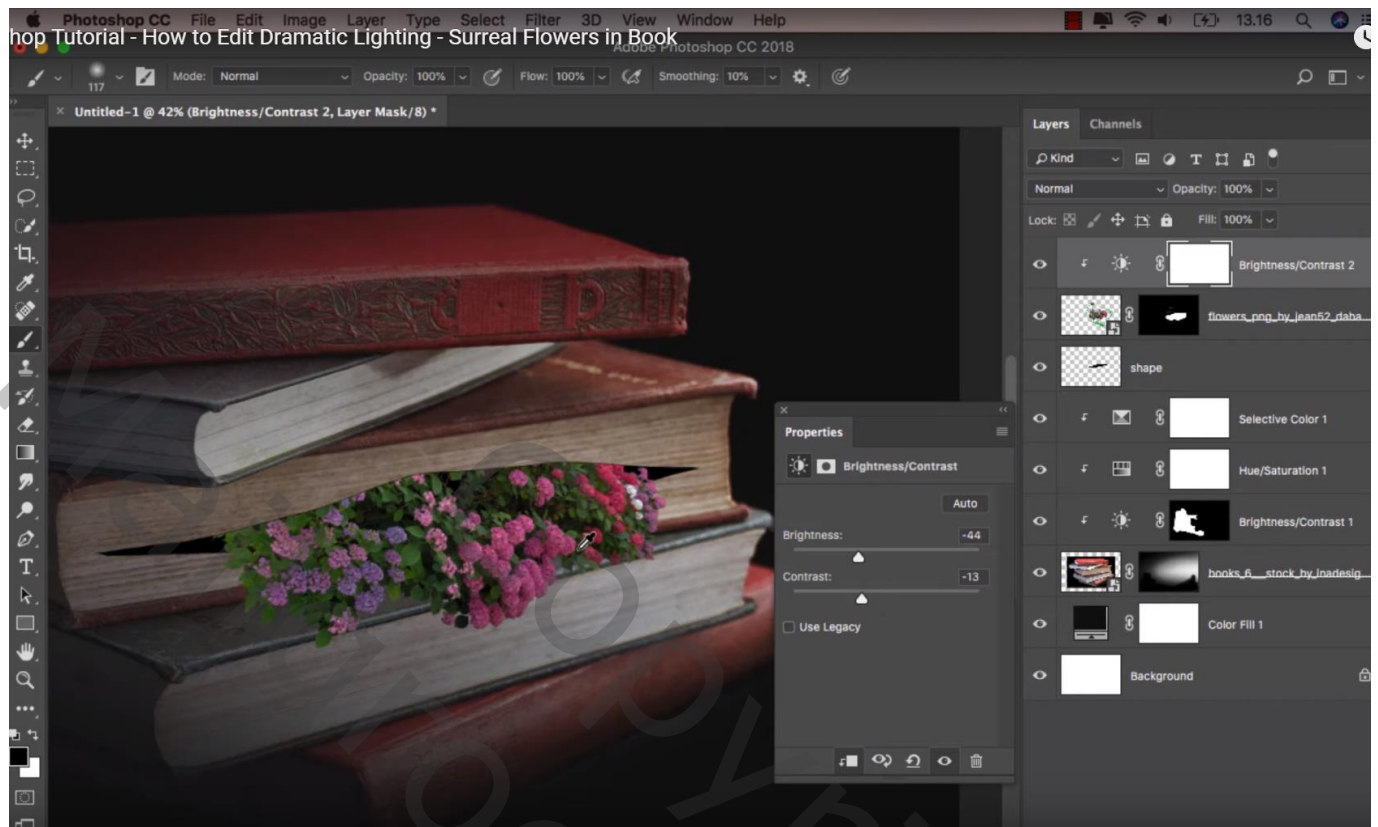 Photoshop CC File Edit Image Layer Type Select Filter 3D View Window Help 13.16
hop Tutorial - How to Edit Dramatic Lighting - Surreal Flowers in Book
Adobe Photoshop CC 2018
117 Mode: Normal Opacity: 100% Flow: 100% Smoothing: 10%
× Untitled-1 @ 42% (Brightness/Contrast 2, Layer Mask/8) *
Layers Channels
Kind
Normal Opacity: 100%
Lock: Fill: 100%
Brightness/Contrast 2
flowers_png_by_jean52_daba...
shape
Selective Color 1
Hue/Saturation 1
Brightness/Contrast 1
books_6__stock_by_inadesig...
Color Fill 1
Background
Properties
Brightness/Contrast
Auto
Brightness: -44
Contrast: -13
Use Legacy